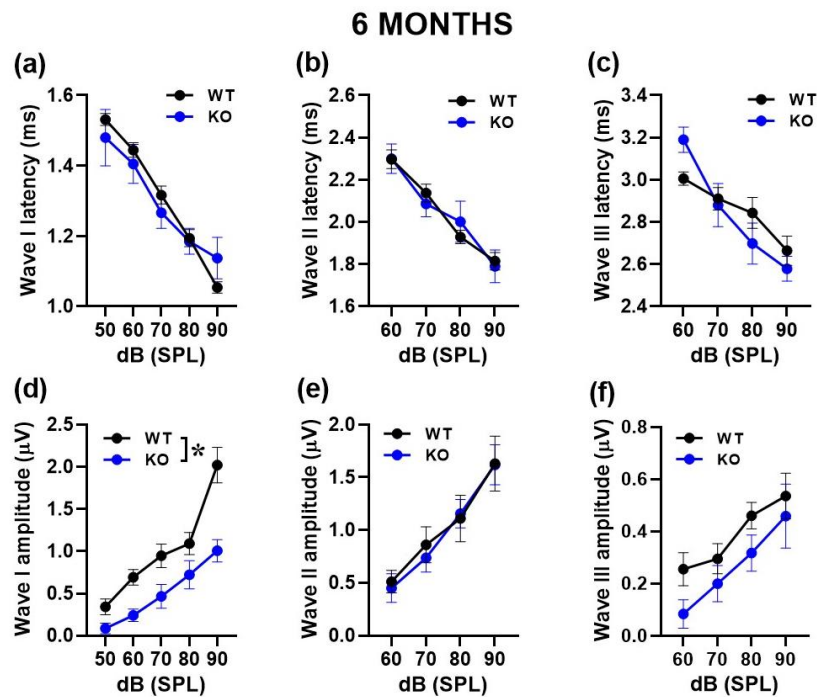 6 MONTHS
(a)
Wave I latency (ms)
1.6
1.4
1.2
1.0
WT
KO
50 60 70 80 90
dB (SPL)
(b)
Wave II latency (ms)
2.6
2.4
2.2
2.0
1.8
1.6
WT
KO
60 70 80 90
dB (SPL)
(c)
Wave III latency (ms)
3.4
3.2
3.0
2.8
2.6
2.4
WT
KO
60 70 80 90
dB (SPL)
(d)
Wave I amplitude (μV)
2.5
2.0
1.5
1.0
0.5
0.0
WT
KO
*
50 60 70 80 90
dB (SPL)
(e)
Wave II amplitude (μV)
2.0
1.5
1.0
0.5
0.0
WT
KO
60 70 80 90
dB (SPL)
(f)
Wave III amplitude (μV)
0.8
0.6
0.4
0.2
0.0
WT
KO
60 70 80 90
dB (SPL)